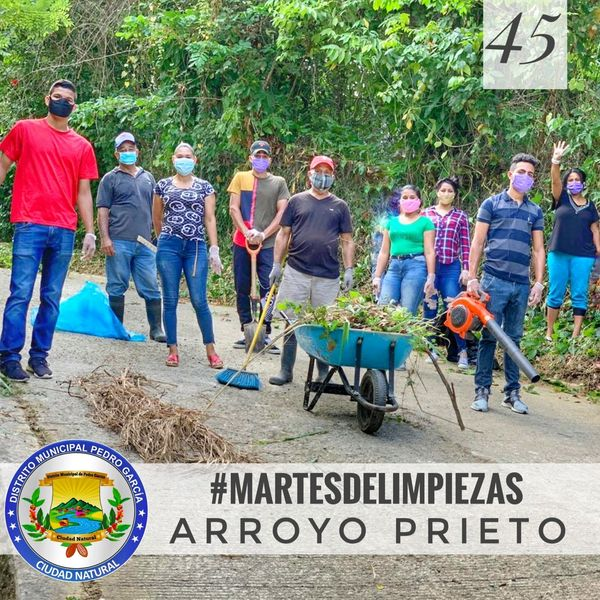 45
#MARTESDELIMPIEZAS
ARROYO PRIETO
DISTRITO MUNICIPAL PEDRO GARCÍA
Ciudad Natural
CIUDAD NATURAL